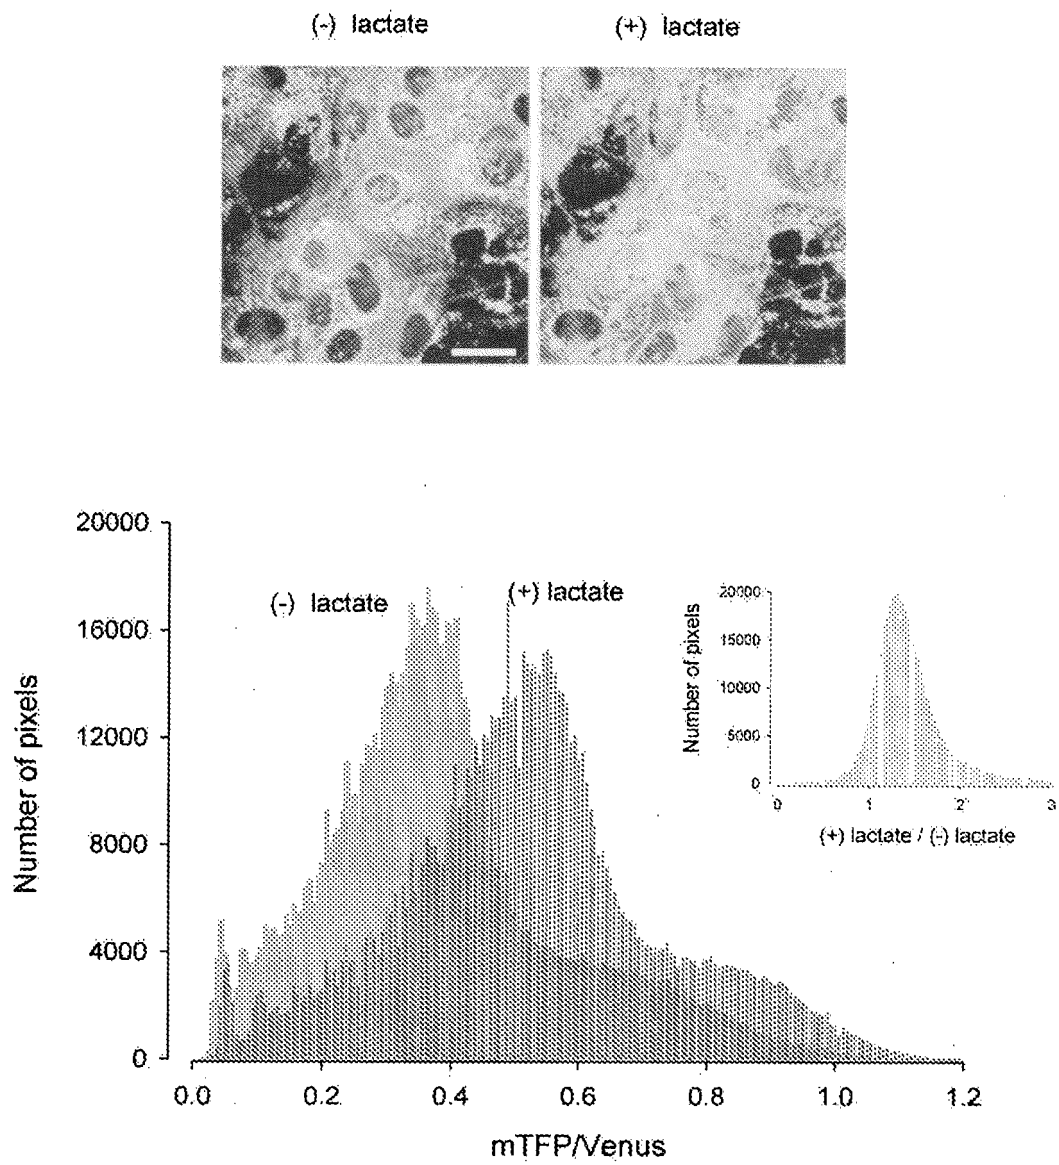 (-) lactate
(+) lactate
20000
16000
12000
8000
4000
0
Number of pixels
(-) lactate
(+) lactate
0.0
0.2
0.4
0.6
0.8
1.0
1.2
mTFP/Venus
20000
15000
10000
5000
0
Number of pixels
0
1
2
3
(+) lactate / (-) lactate